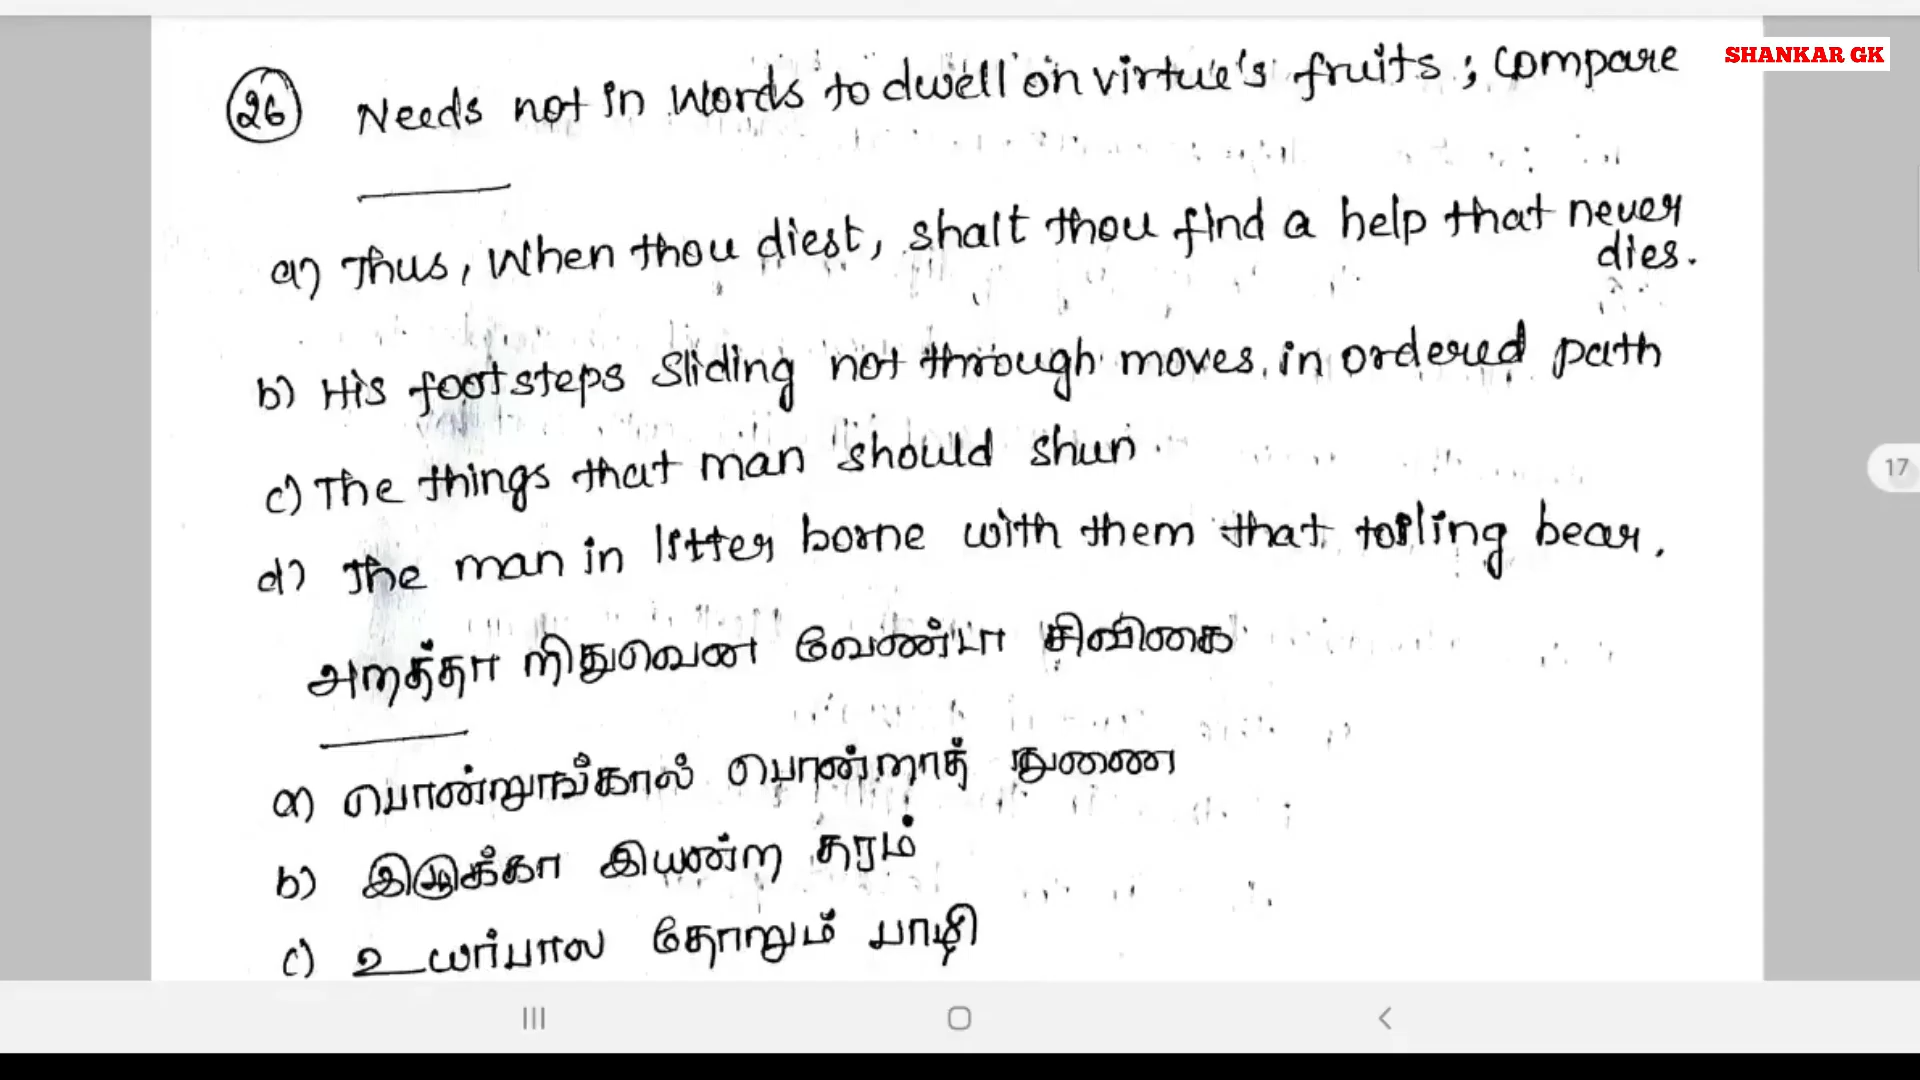 SHANKAR GK
26 Needs not in words to dwell on virtue's fruits; compare
a) Thus, when thou diest, shalt thou find a help that never
dies.
b) His footsteps sliding not through moves in ordered path
c) The things that man should shun.
d) The man in litter borne with them that toiling bear.
அறத்தா றிதுவென வேண்டா சிவிகை
a) பொன்றுங்கால் பொன்றாத் துணை
b) இழுக்கா இயன்ற தரம்
c) உயர்பால தோறும் பாழி
17